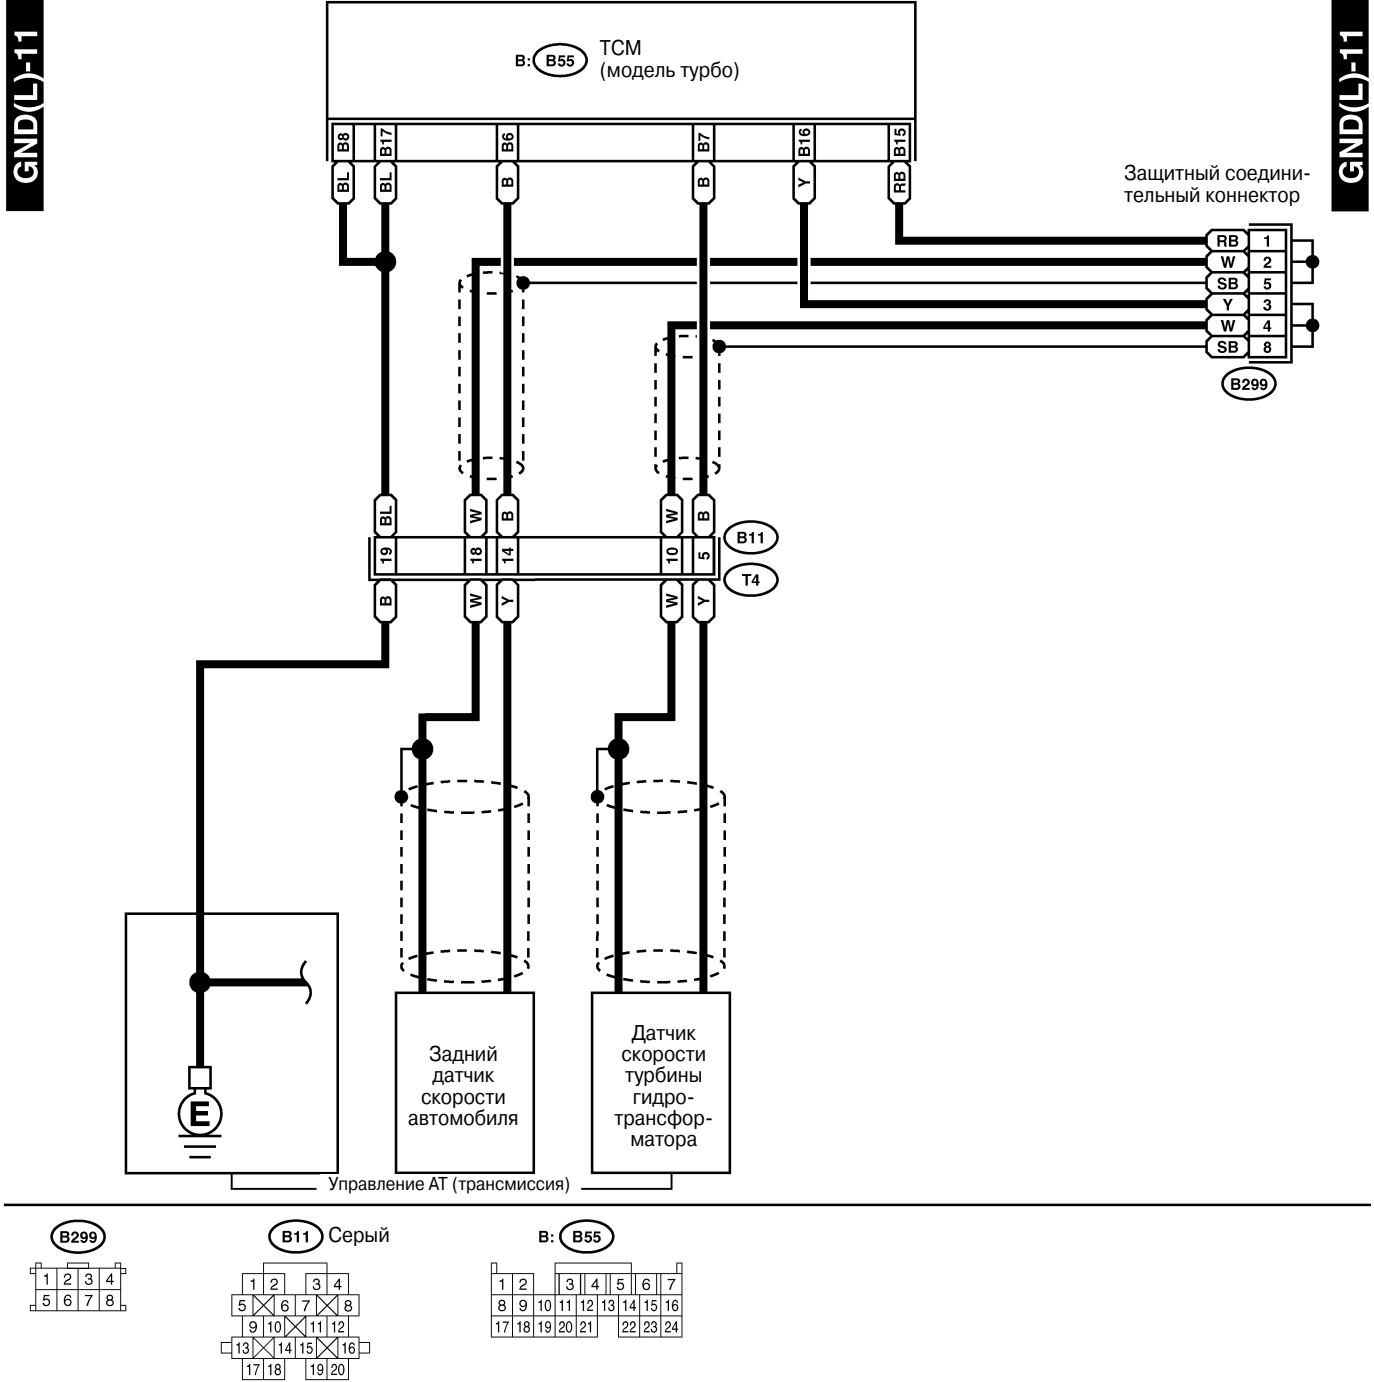 GND(L)-11
GND(L)-11
B: B55
TCM
(модель турбо)
B8 B17 B6 B7 B16 B15
BL BL B B Y RB
Защитный соедини-
тельный коннектор
RB 1
W 2
SB 5
Y 3
W 4
SB 8
B299
BL W B W B
B11
19 18 14 10 5
T4
B W Y W Y
E
Задний
датчик
скорости
автомобиля
Датчик
скорости
турбины
гидро-
трансфор-
матора
Управление АТ (трансмиссия)
B299
1 2 3 4
5 6 7 8
B11 Серый
1 2 3 4
5 6 7 8
9 10 11 12
13 14 15 16
17 18 19 20
B: B55
1 2 3 4 5 6 7
8 9 10 11 12 13 14 15 16
17 18 19 20 21 22 23 24